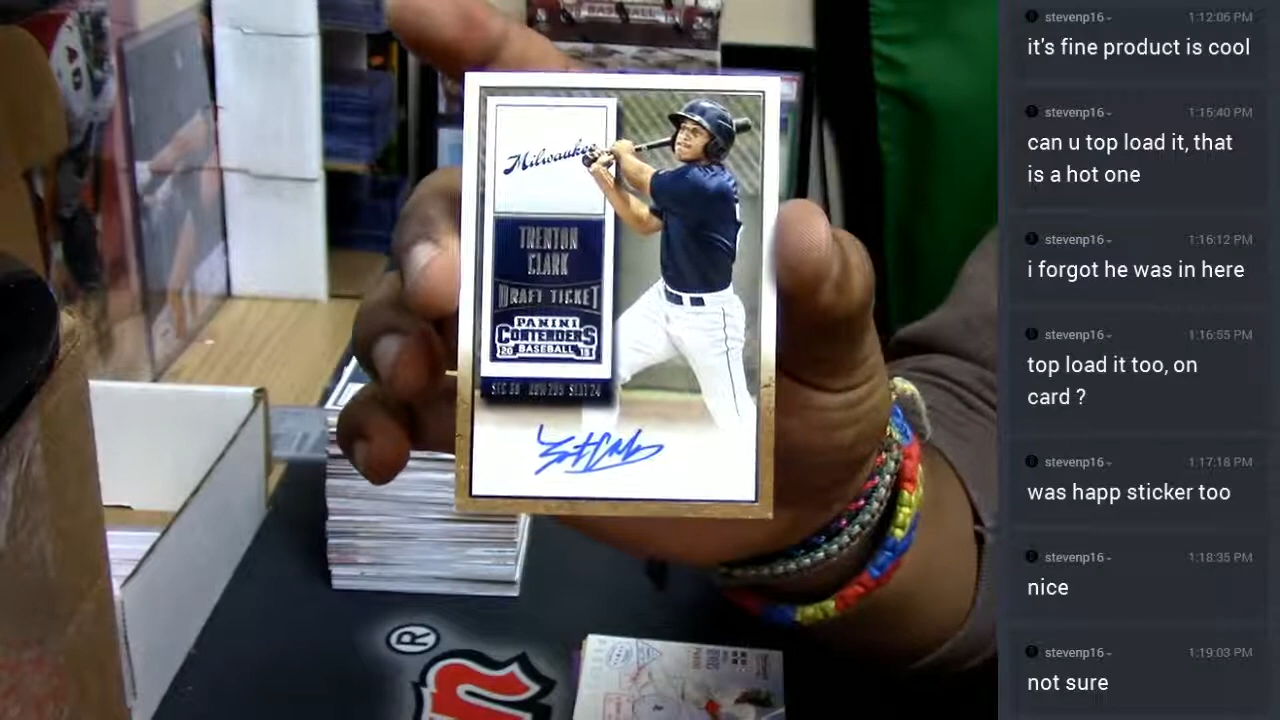 BASEBALL
Milwaukee
TRENTON
CLARK
DRAFT TICKET
PANINI
CONTENDERS
20 BASEBALL 15
®
stevenp16 1:12:06 PM
it's fine product is cool
stevenp16 1:15:40 PM
can u top load it, that
is a hot one
stevenp16 1:16:12 PM
i forgot he was in here
stevenp16 1:16:55 PM
top load it too, on
card ?
stevenp16 1:17:18 PM
was happ sticker too
stevenp16 1:18:35 PM
nice
stevenp16 1:19:03 PM
not sure